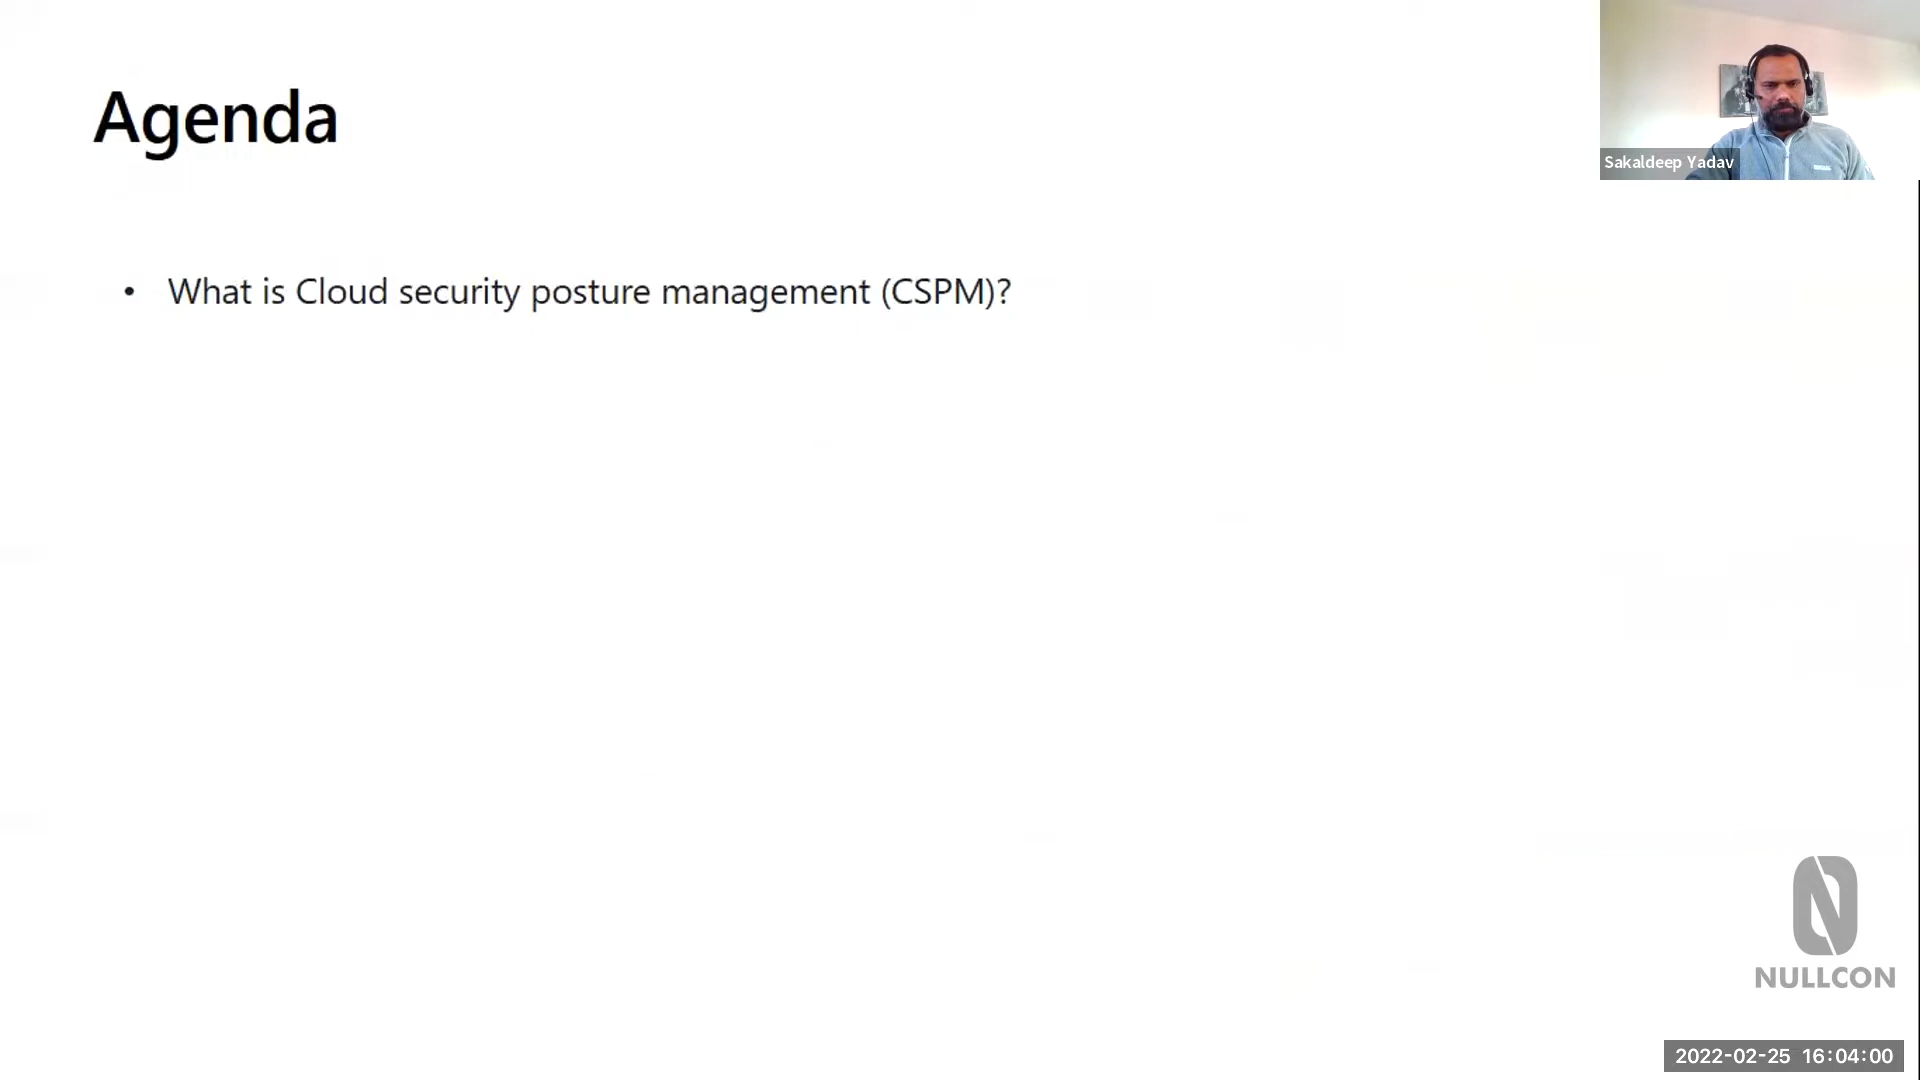 Agenda
Sakaldeep Yadav
• What is Cloud security posture management (CSPM)?
NULLCON
2022-02-25 16:04:00